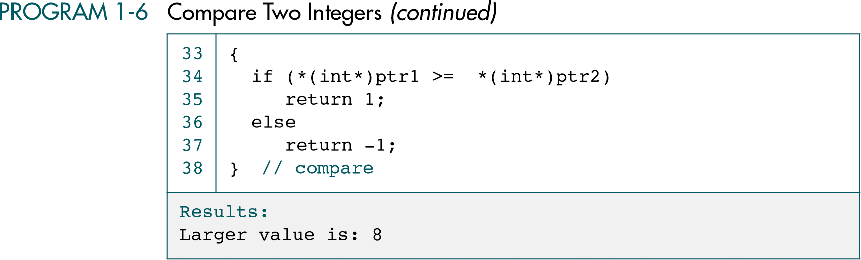 PROGRAM 1-6 Compare Two Integers (continued)
33 {
34 if (*(int*)ptr1 >= *(int*)ptr2)
35 return 1;
36 else
37 return -1;
38 } // compare
Results:
Larger value is: 8